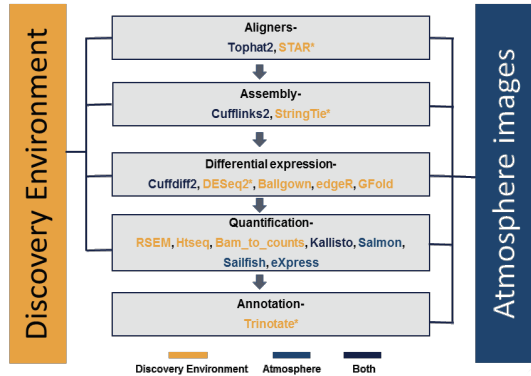 Discovery Environment
Aligners-
Tophat2, STAR*
Assembly-
Cufflinks2, StringTie*
Differential expression-
Cuffdiff2, DESeq2*, Ballgown, edgeR, GFold
Quantification-
RSEM, Htseq, Bam_to_counts, Kallisto, Salmon,
Sailfish, eXpress
Annotation-
Trinotate*
Atmosphere images
Discovery Environment
Atmosphere
Both